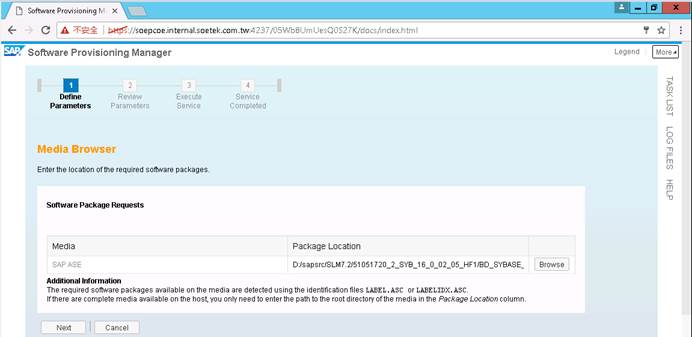 Software Provisioning M
不安全 https://saepcoe.internal.saetek.com.tw:4237/05WbBUmUesQ0S27K/docs/index.html
SAP Software Provisioning Manager
Legend
More
1
2
3
4
Define Parameters
Review Parameters
Execute Service
Service Completed
TASK LIST
LOG FILES
HELP
Media Browser
Enter the location of the required software packages.
Software Package Requests
Media
Package Location
SAP ASE
D:/sapsrc/SLM7.2/51051720_2_SYB_16_0_02_05_HF1/BD_SYBASE_
Browse
Additional Information
The required software packages available on the media are detected using the identification files LABEL.ASC or LABELIDX.ASC.
If there are complete media available on the host, you only need to enter the path to the root directory of the media in the Package Location column.
Next
Cancel